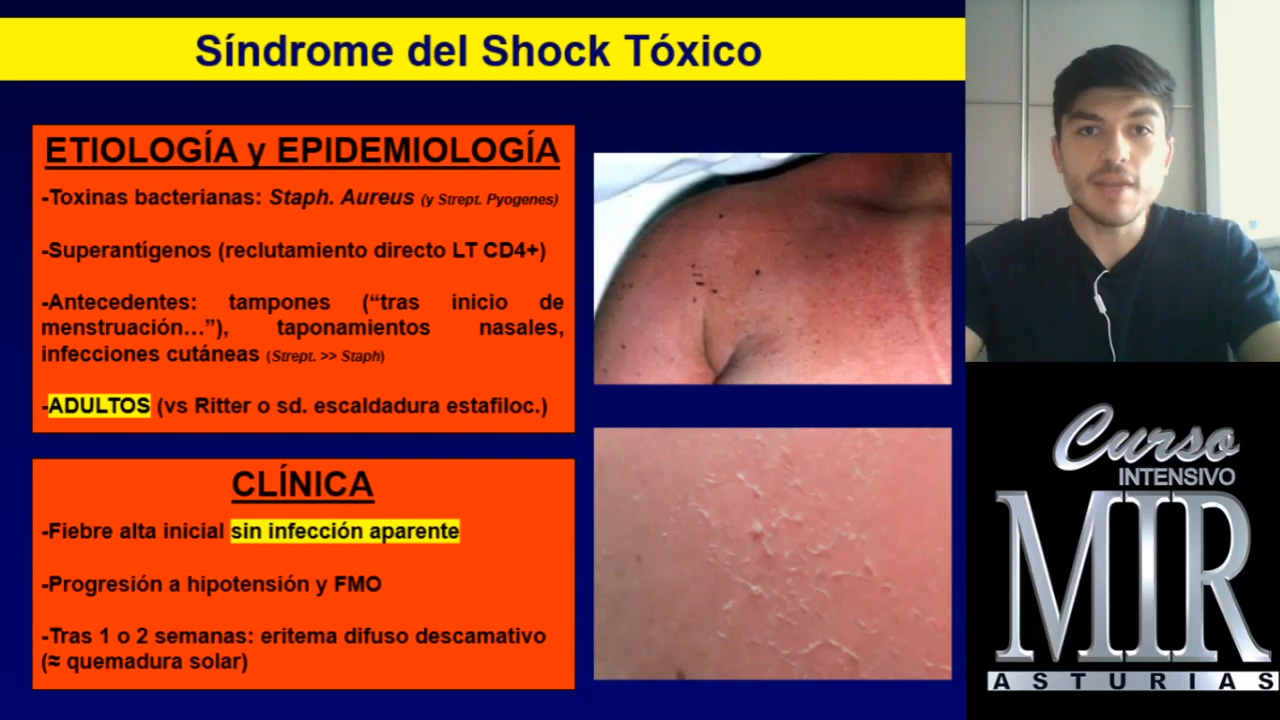 Síndrome del Shock Tóxico
ETIOLOGÍA y EPIDEMIOLOGÍA
-Toxinas bacterianas: Staph. Aureus (y Strept. Pyogenes)
-Superantígenos (reclutamiento directo LT CD4+)
-Antecedentes: tampones (“tras inicio de
menstruación…”), taponamientos nasales,
infecciones cutáneas (Strept. >> Staph)
-ADULTOS (vs Ritter o sd. escaldadura estafiloc.)
CLÍNICA
-Fiebre alta inicial sin infección aparente
-Progresión a hipotensión y FMO
-Tras 1 o 2 semanas: eritema difuso descamativo
(≈ quemadura solar)
Curso
INTENSIVO
MIR
ASTURIAS